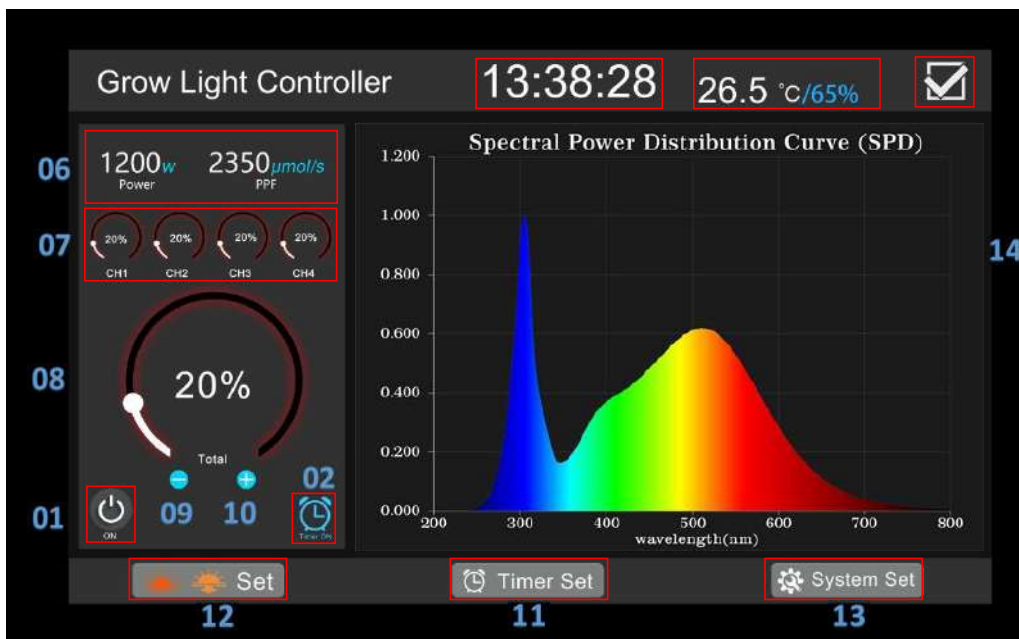 Grow Light Controller
13:38:28
26.5 °C/65%
06
1200w
Power
2350μmol/s
PPF
07
20%
CH1
20%
CH2
20%
CH3
20%
CH4
08
20%
Total
02
01
ON
09
10
Timer ON
Spectral Power Distribution Curve (SPD)
1.200
1.000
0.800
0.600
0.400
0.200
0.000
200 300 400 500 600 700 800
wavelength(nm)
14
Set
Timer Set
System Set
12
11
13